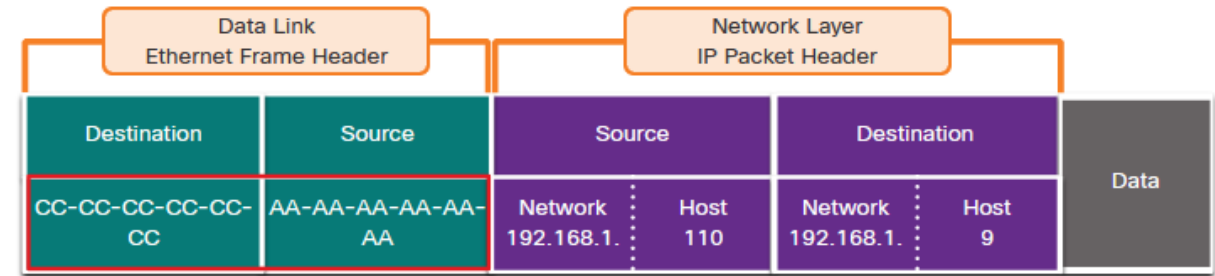 Data Link
Ethernet Frame Header
Network Layer
IP Packet Header
Destination
Source
Source
Destination
Data
CC-CC-CC-CC-CC-
CC
AA-AA-AA-AA-AA-
AA
Network
192.168.1.
Host
110
Network
192.168.1.
Host
9